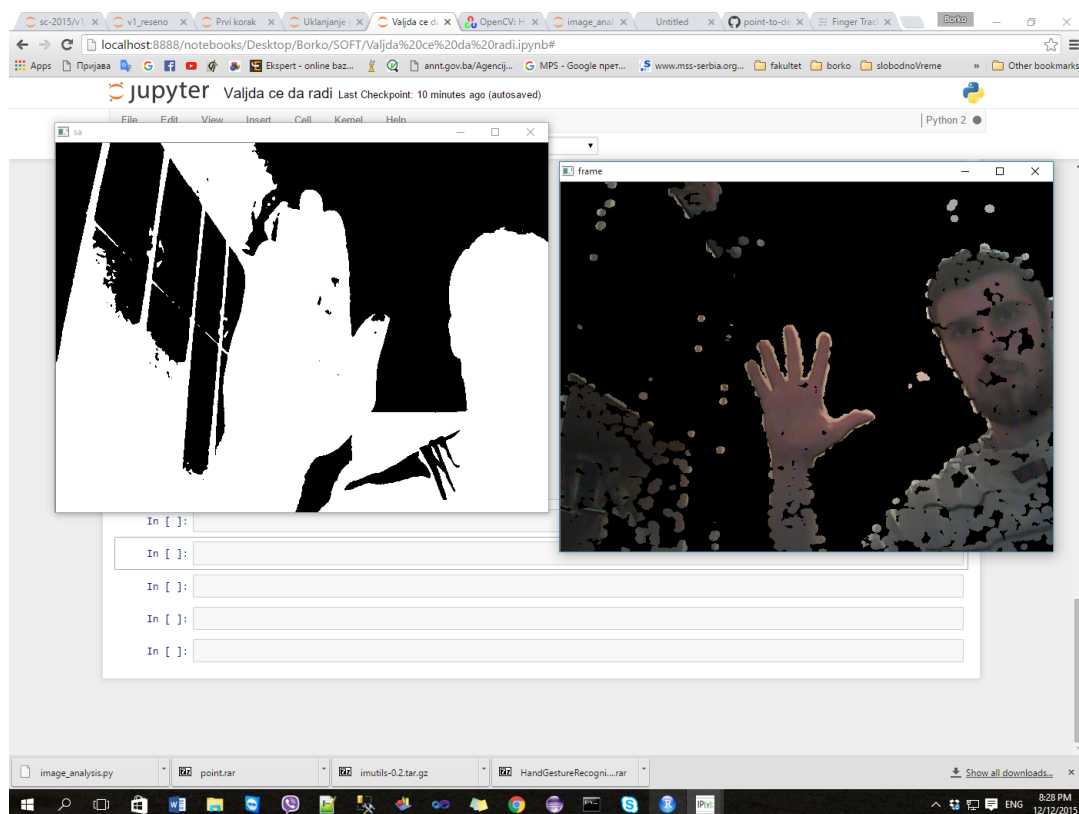 sc-2015/v1.
v1_reseno
Prvi korak
Uklanjanje
Valjda ce d
OpenCV: H
image_anal
Untitled
point-to-de
Finger Trac
Borko
localhost:8888/notebooks/Desktop/Borko/SOFT/Valjda%20ce%20da%20radi.ipynb#
Apps
Пријава
Ekspert - online baz...
annt.gov.ba/Agencij...
MPS - Google прет...
www.mss-serbia.org...
fakultet
borko
slobodnoVreme
»
Other bookmarks
jupyter Valjda ce da radi Last Checkpoint: 10 minutes ago (autosaved)
File Edit View Insert Cell Kernel Help
Python 2
sa
frame
In [ ]:
In [ ]:
In [ ]:
In [ ]:
In [ ]:
image_analysis.py
point.rar
imutils-0.2.tar.gz
HandGestureRecogni....rar
Show all downloads...
ENG
8:28 PM
12/12/2015